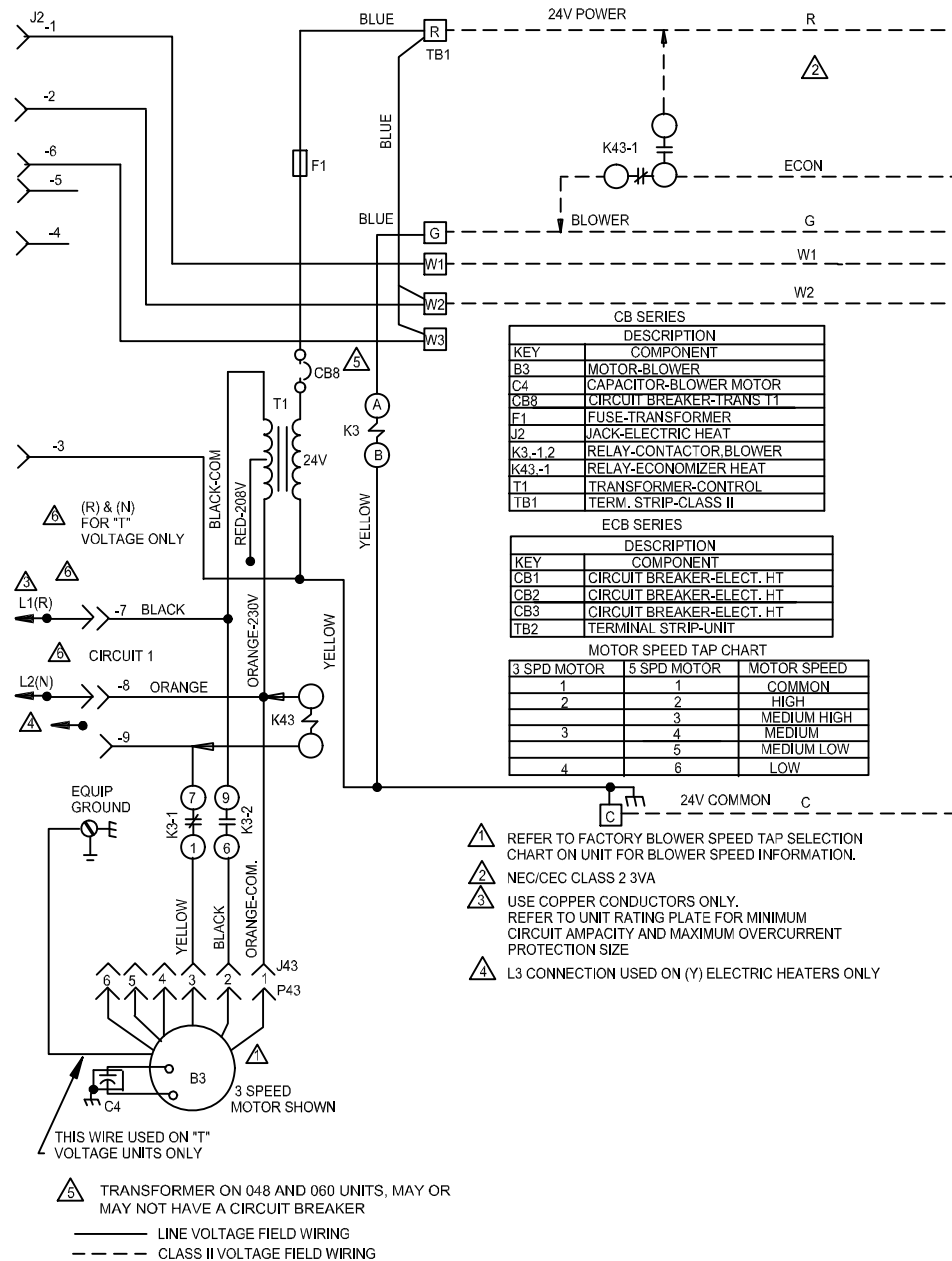 J2 -1
BLUE
R
24V POWER
R
TB1
2
-2
BLUE
-6
F1
K43-1
-5
ECON
-4
BLUE
G
BLOWER
G
W1
W1
W2
W2
W3
CB8
5
T1
A
K3
B
24V
-3
BLACK-COM
RED-208V
YELLOW
6
(R) & (N)
FOR "T"
VOLTAGE ONLY
3
6
L1(R)
-7
BLACK
ORANGE-230V
YELLOW
6
CIRCUIT 1
L2(N)
-8
ORANGE
K43
4
-9
EQUIP
GROUND
7
9
K3-1
K3-2
1
6
YELLOW
BLACK
ORANGE-COM.
J43
6 5 4 3 2 1
P43
B3
1
C4
3 SPEED
MOTOR SHOWN
THIS WIRE USED ON "T"
VOLTAGE UNITS ONLY
5
TRANSFORMER ON 048 AND 060 UNITS, MAY OR
MAY NOT HAVE A CIRCUIT BREAKER
LINE VOLTAGE FIELD WIRING
CLASS II VOLTAGE FIELD WIRING
CB SERIES
DESCRIPTION
KEY COMPONENT
B3 MOTOR-BLOWER
C4 CAPACITOR-BLOWER MOTOR
CB8 CIRCUIT BREAKER-TRANS T1
F1 FUSE-TRANSFORMER
J2 JACK-ELECTRIC HEAT
K3,-1,2 RELAY-CONTACTOR,BLOWER
K43,-1 RELAY-ECONOMIZER HEAT
T1 TRANSFORMER-CONTROL
TB1 TERM. STRIP-CLASS II
ECB SERIES
DESCRIPTION
KEY COMPONENT
CB1 CIRCUIT BREAKER-ELECT. HT
CB2 CIRCUIT BREAKER-ELECT. HT
CB3 CIRCUIT BREAKER-ELECT. HT
TB2 TERMINAL STRIP-UNIT
MOTOR SPEED TAP CHART
3 SPD MOTOR 5 SPD MOTOR MOTOR SPEED
1 1 COMMON
2 2 HIGH
3 MEDIUM HIGH
3 4 MEDIUM
5 MEDIUM LOW
4 6 LOW
C
24V COMMON
C
1
REFER TO FACTORY BLOWER SPEED TAP SELECTION
CHART ON UNIT FOR BLOWER SPEED INFORMATION.
2
NEC/CEC CLASS 2 3VA
3
USE COPPER CONDUCTORS ONLY.
REFER TO UNIT RATING PLATE FOR MINIMUM
CIRCUIT AMPACITY AND MAXIMUM OVERCURRENT
PROTECTION SIZE
4
L3 CONNECTION USED ON (Y) ELECTRIC HEATERS ONLY